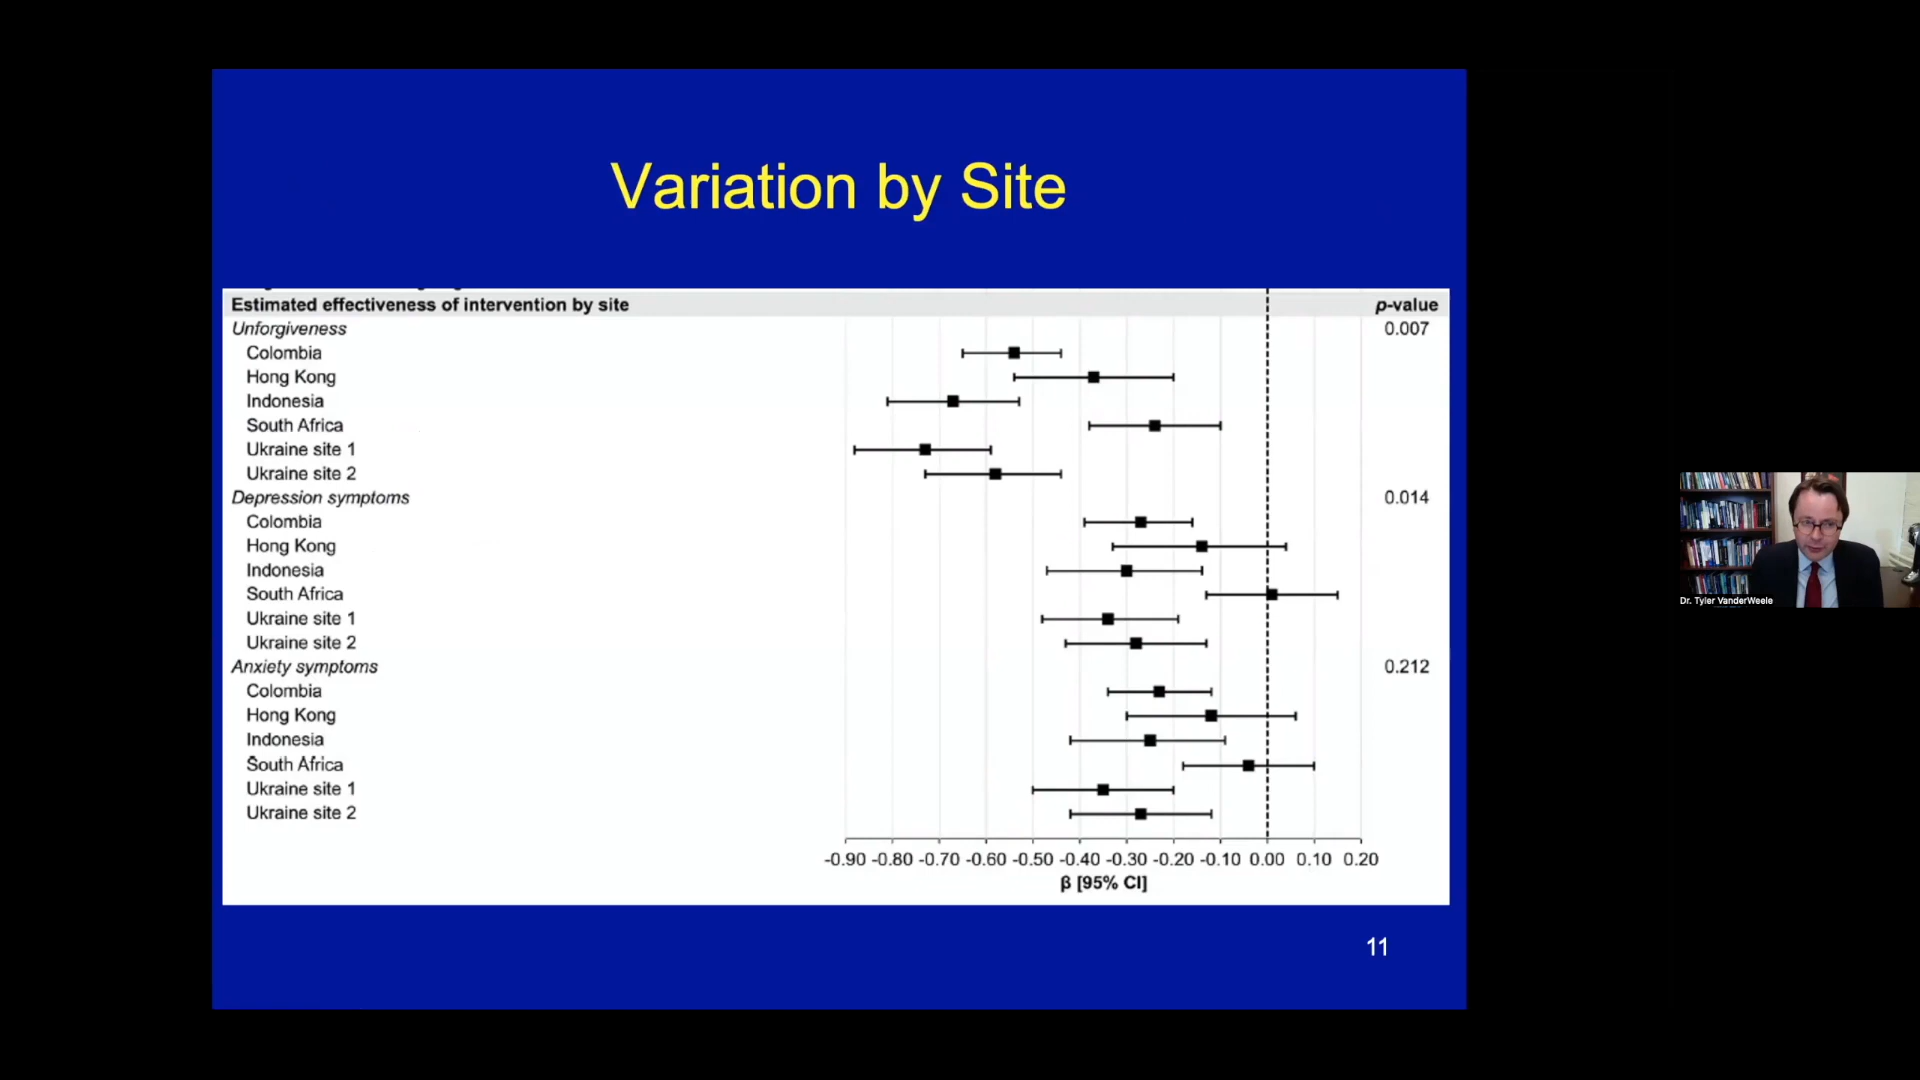 Variation by Site
Estimated effectiveness of intervention by site p-value
Unforgiveness 0.007
Colombia
Hong Kong
Indonesia
South Africa
Ukraine site 1
Ukraine site 2
Depression symptoms 0.014
Colombia
Hong Kong
Indonesia
South Africa
Ukraine site 1
Ukraine site 2
Anxiety symptoms 0.212
Colombia
Hong Kong
Indonesia
South Africa
Ukraine site 1
Ukraine site 2
-0.90 -0.80 -0.70 -0.60 -0.50 -0.40 -0.30 -0.20 -0.10 0.00 0.10 0.20
β [95% CI]
11
Dr. Tyler VanderWeele